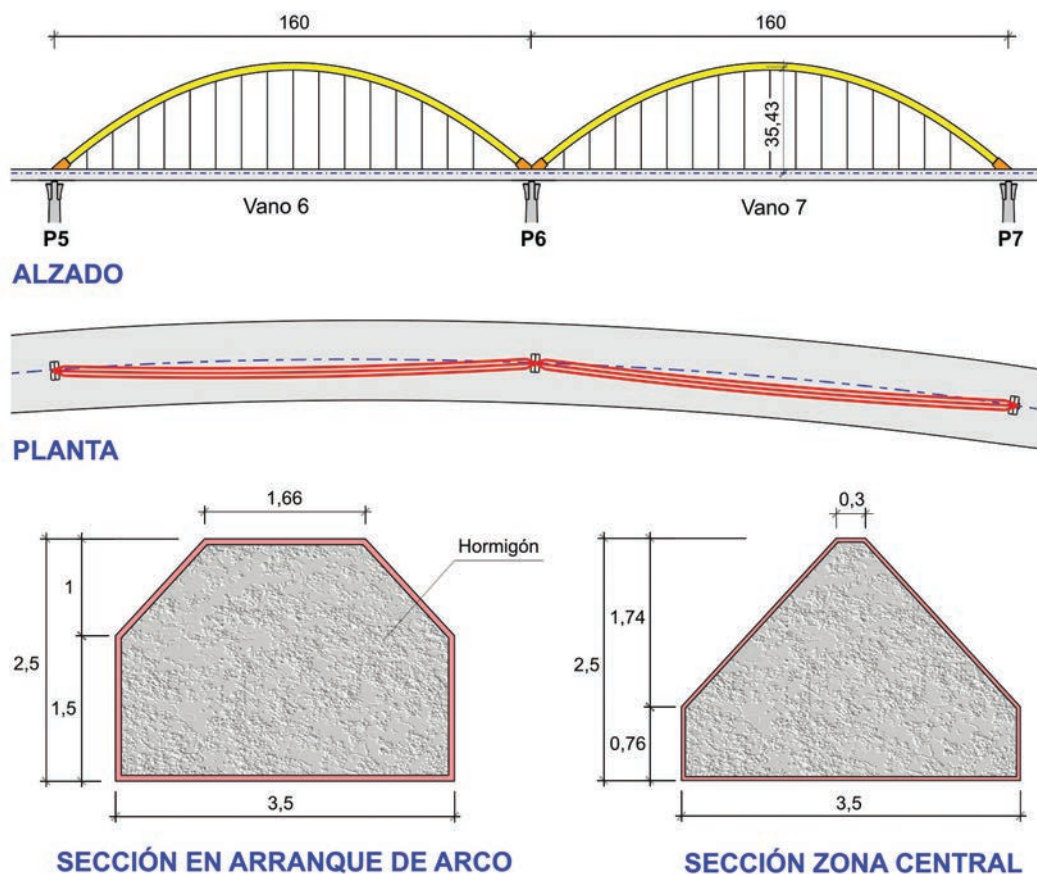 160 160
35,43
Vano 6 Vano 7
P5 P6 P7
ALZADO
PLANTA
1,66
Hormigón
1
2,5
1,5
3,5
SECCIÓN EN ARRANQUE DE ARCO
0,3
1,74
2,5
0,76
3,5
SECCIÓN ZONA CENTRAL